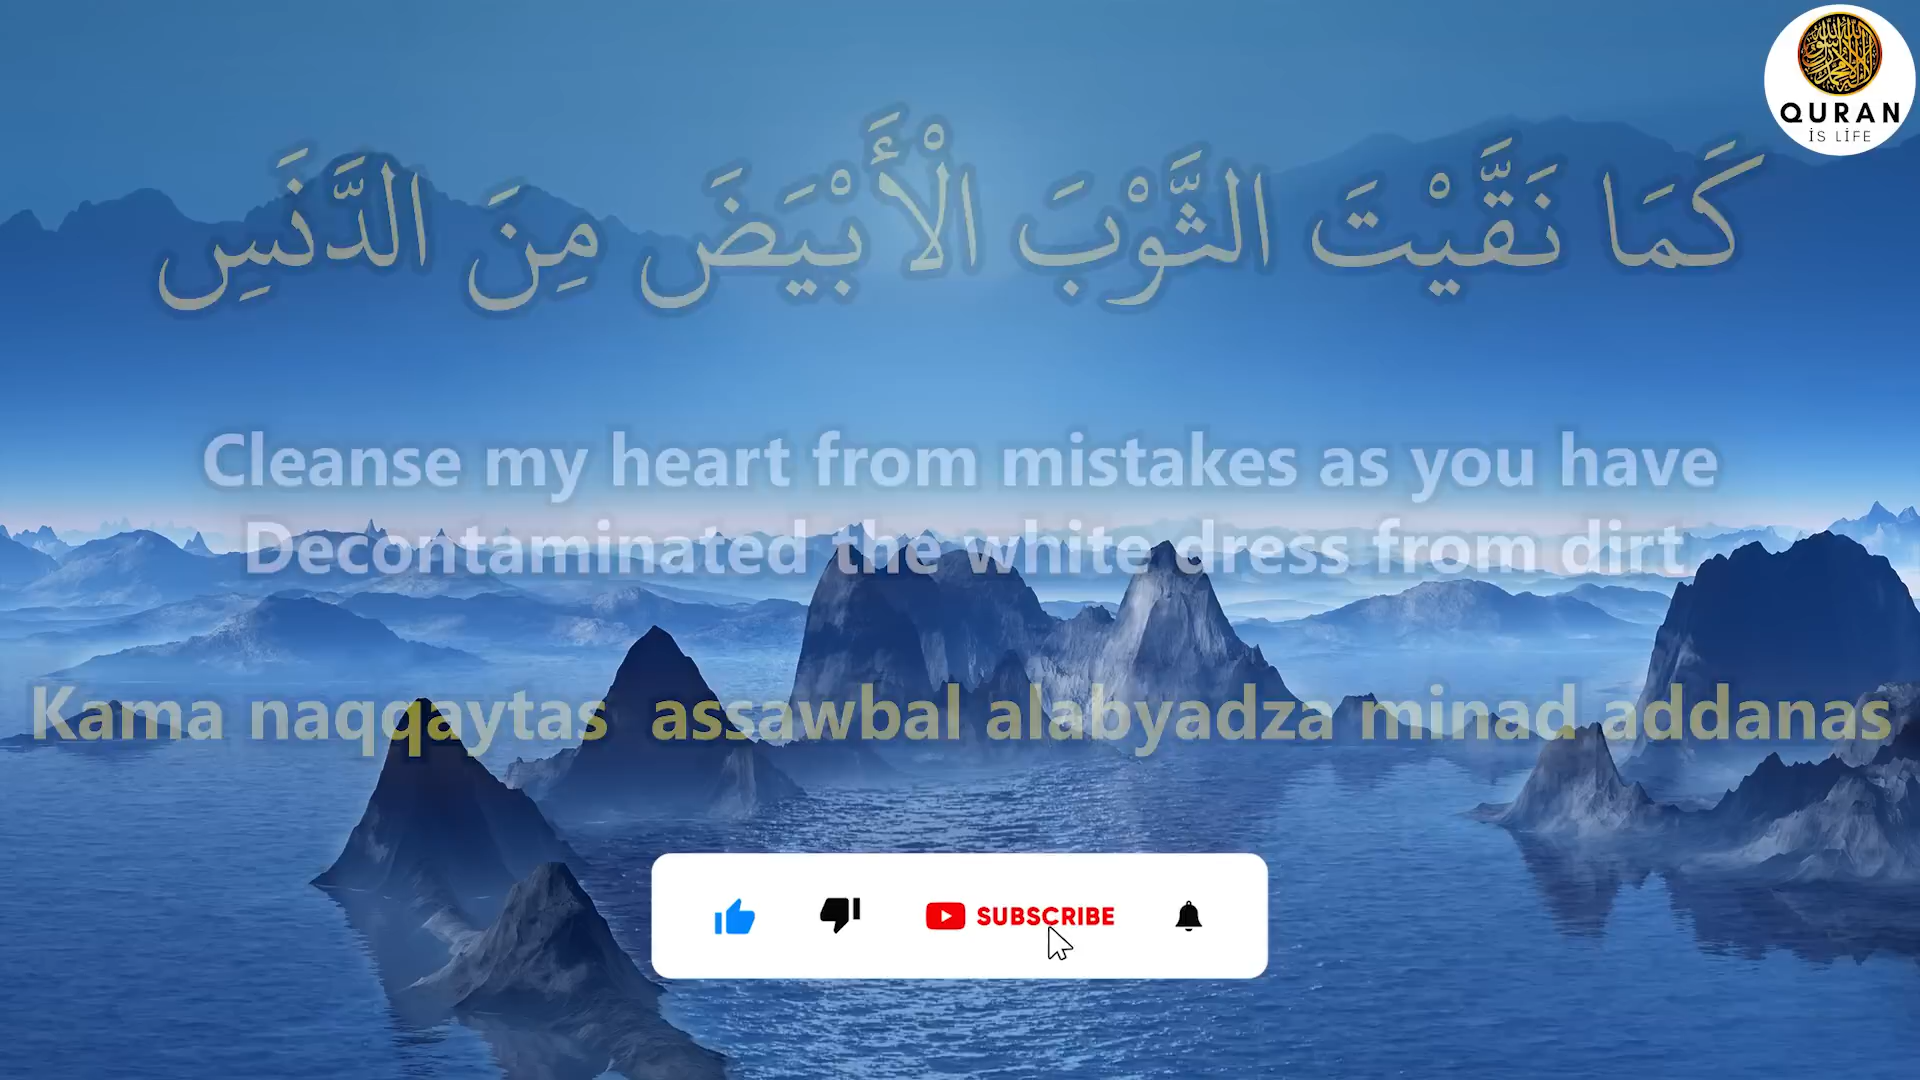 QURAN
İS LİFE
كَمَا نَقَّيْتَ الثَّوْبَ الْأَبْيَضَ مِنَ الدَّنَسِ
Cleanse my heart from mistakes as you have
Decontaminated the white dress from dirt
Kama naqqaytas assawbal alabyadza minad addanas
SUBSCRIBE